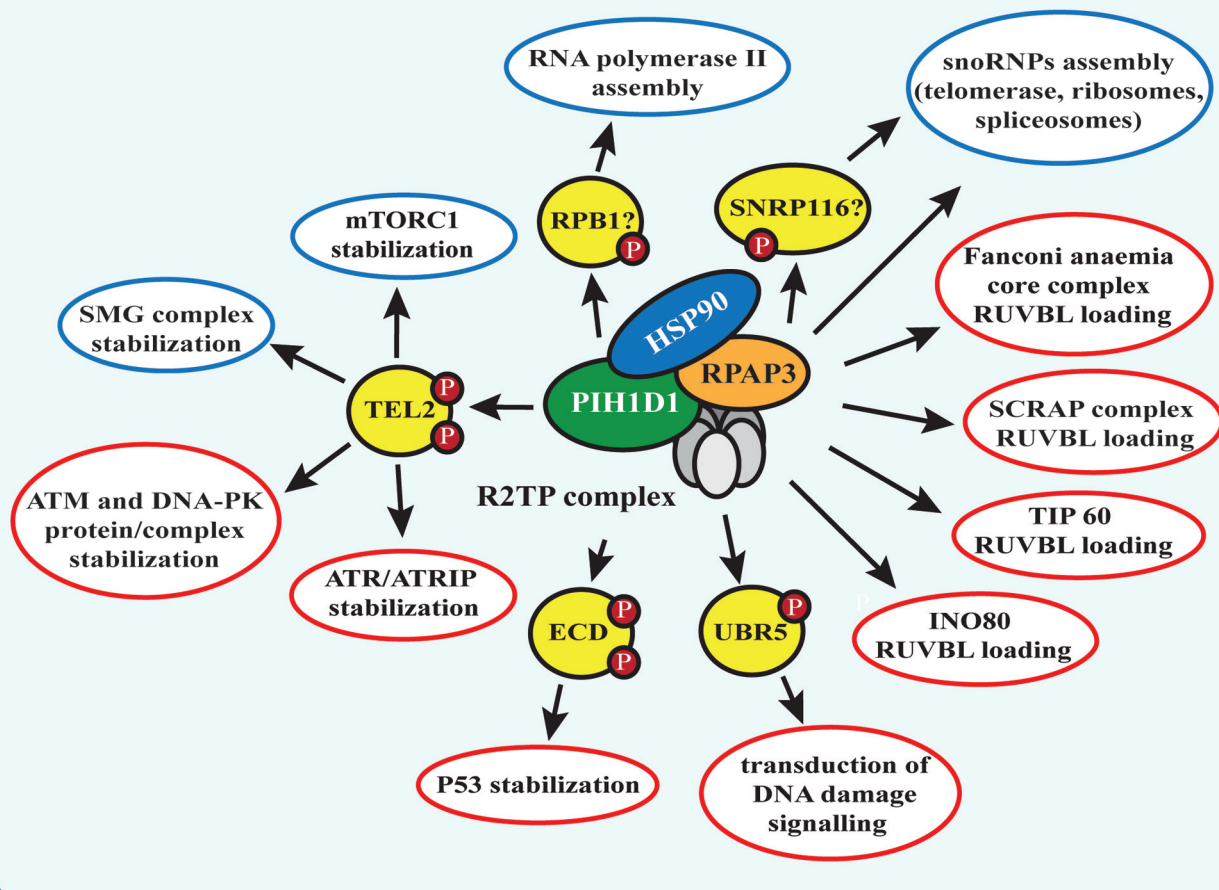 RNA polymerase II
assembly
snoRNPs assembly
(telomerase, ribosomes,
spliceosomes)
mTORC1
stabilization
RPB1?
P
SNRP116?
P
SMG complex
stabilization
Fanconi anaemia
core complex
RUVBL loading
HSP90
RPAP3
PIH1D1
TEL2
P
P
SCRAP complex
RUVBL loading
ATM and DNA-PK
protein/complex
stabilization
R2TP complex
TIP 60
RUVBL loading
ATR/ATRIP
stabilization
ECD
P
P
UBR5
P
P
INO80
RUVBL loading
P53 stabilization
transduction of
DNA damage
signalling